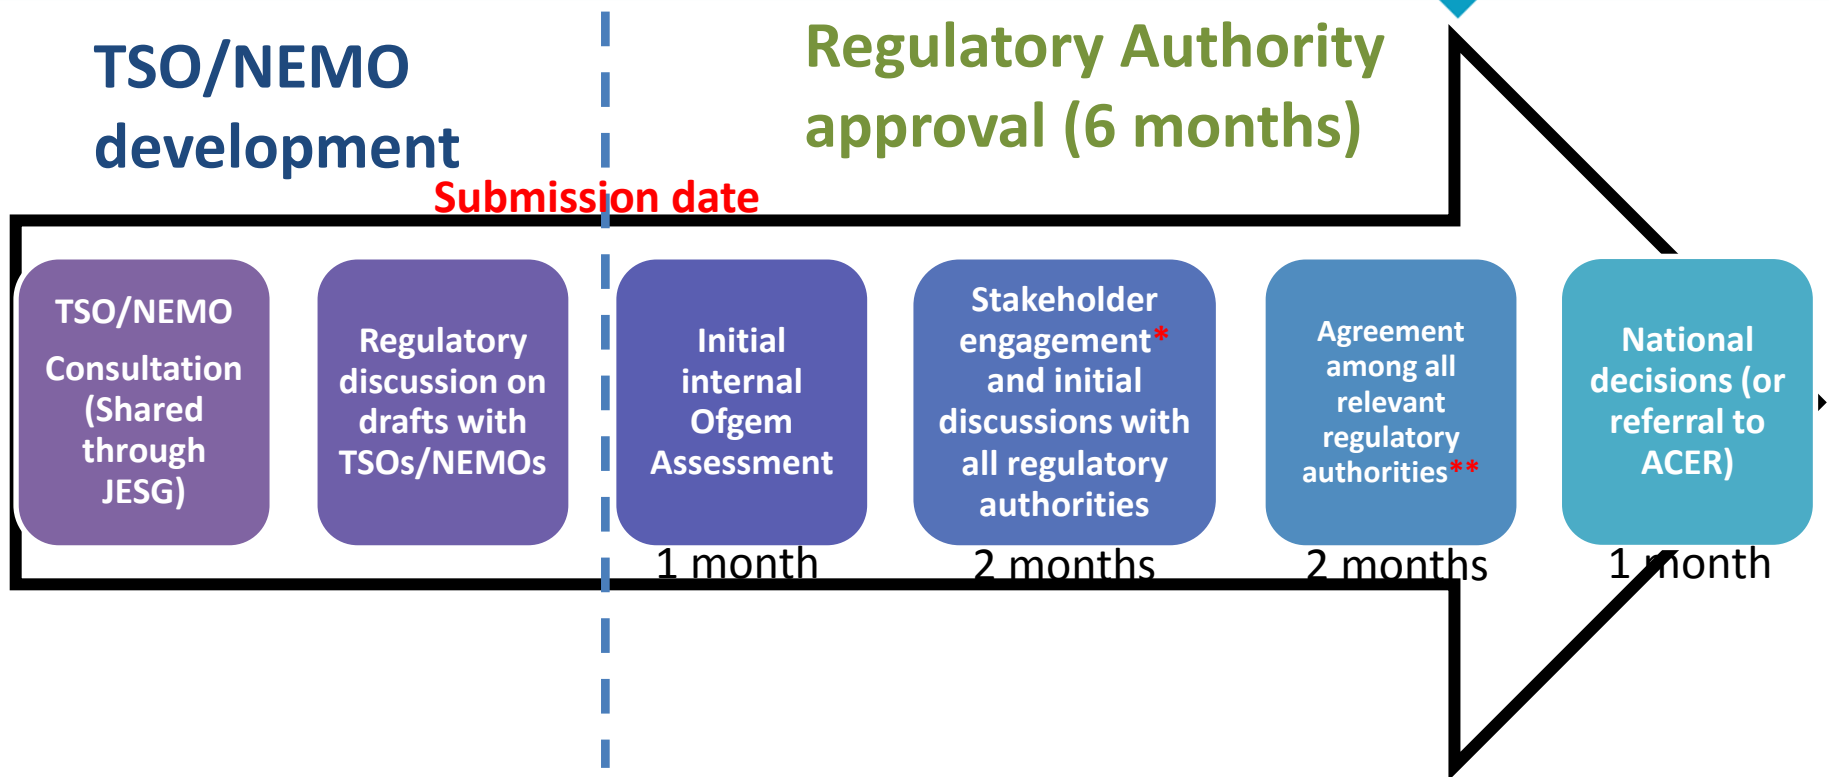 TSO/NEMO
development
Regulatory Authority
approval (6 months)
Submission date
TSO/NEMO
Consultation
(Shared
through
JESG)
Regulatory
discussion on
drafts with
TSOs/NEMOs
Initial
internal
Ofgem
Assessment
1 month
Stakeholder
engagement*
and initial
discussions with
all regulatory
authorities
2 months
Agreement
among all
relevant
regulatory
authorities**
2 months
National
decisions (or
referral to
ACER)
1 month